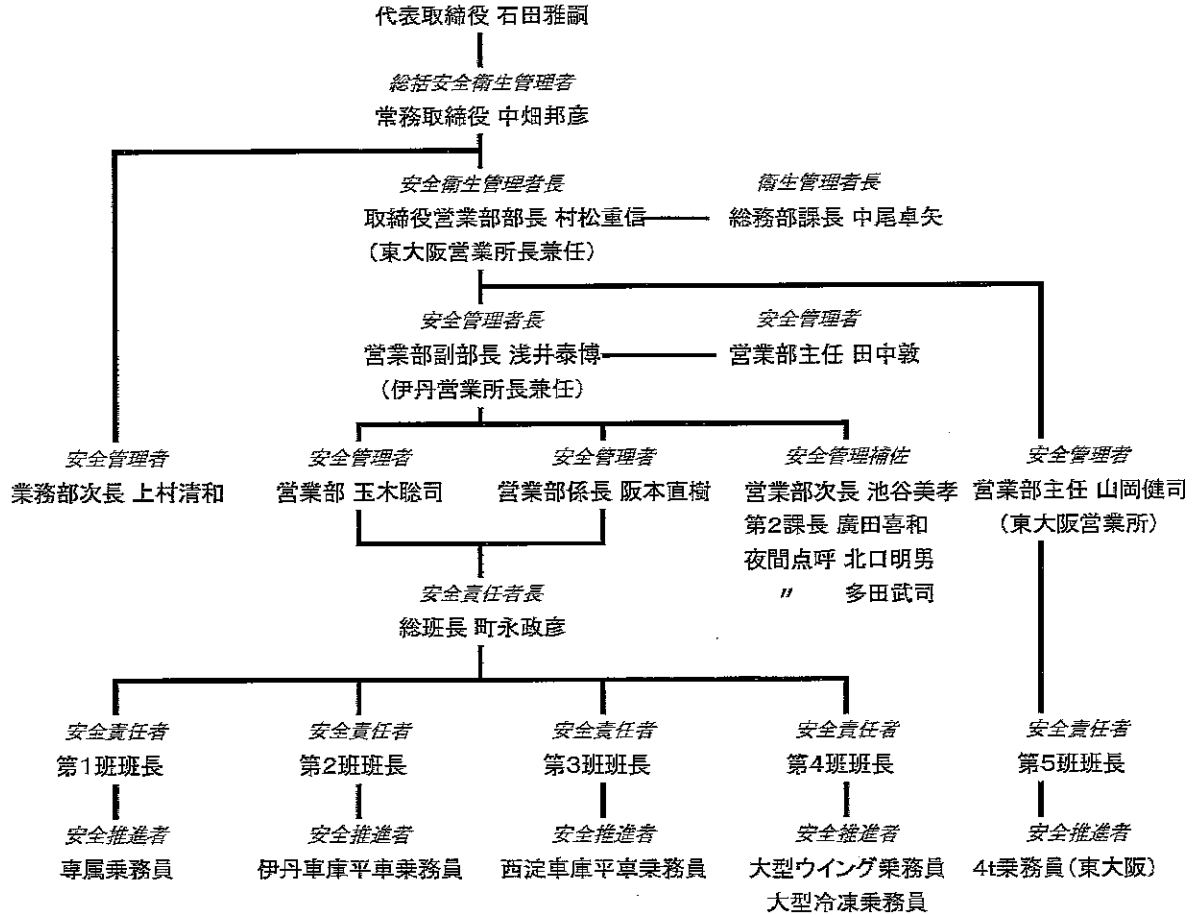 代表取締役 石田雅嗣
総括安全衛生管理者
常務取締役 中畑邦彦
安全衛生管理者長
取締役営業部部長 村松重信
（東大阪営業所長兼任）
衛生管理者長
総務部課長 中尾卓矢
安全管理者長
営業部副部長 浅井泰博
（伊丹営業所長兼任）
安全管理者
営業部主任 田中敦
安全管理者
業務部次長 上村清和
安全管理者
営業部 玉木聡司
安全管理者
営業部係長 阪本直樹
安全管理補佐
営業部次長 池谷美孝
第2課長 廣田喜和
夜間点呼 北口明男
〃 多田武司
安全管理者
営業部主任 山岡健司
（東大阪営業所）
安全責任者長
総班長 町永政彦
安全責任者
第1班班長
安全責任者
第2班班長
安全責任者
第3班班長
安全責任者
第4班班長
安全責任者
第5班班長
安全推進者
専属乗務員
安全推進者
伊丹車庫平車乗務員
安全推進者
西淀車庫平車乗務員
安全推進者
大型ウイング乗務員
大型冷凍乗務員
安全推進者
4t乗務員（東大阪）